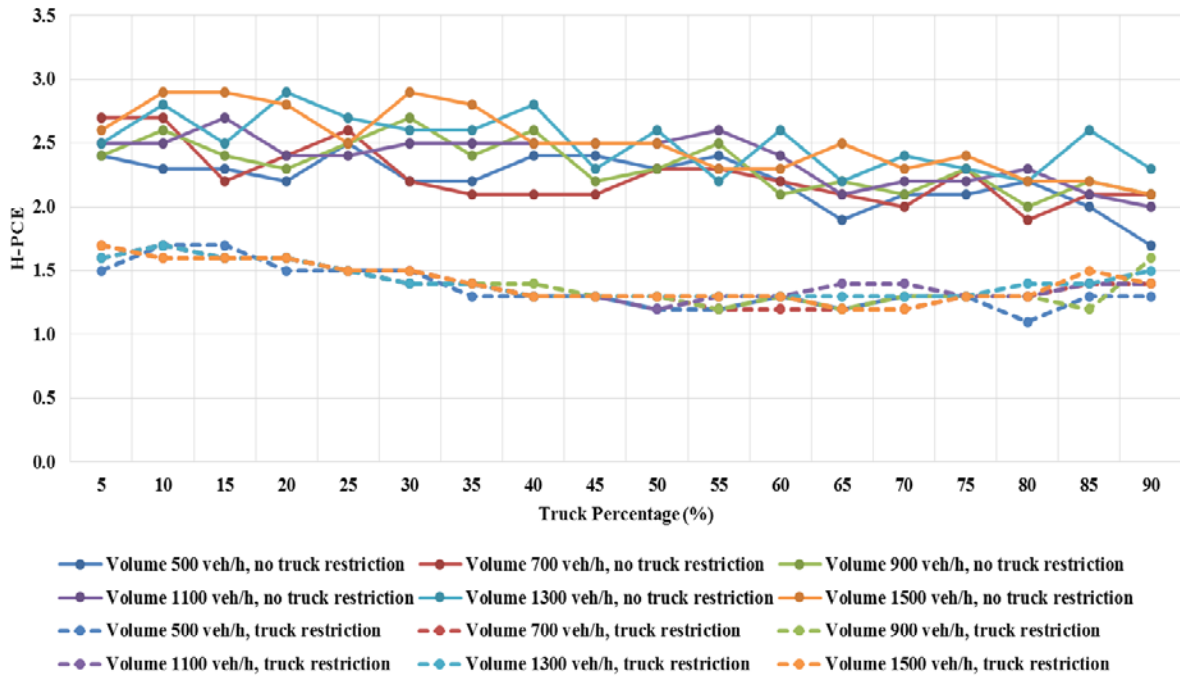 3.5
3.0
2.5
2.0
1.5
1.0
0.5
0.0
H-PCE
5 10 15 20 25 30 35 40 45 50 55 60 65 70 75 80 85 90
Truck Percentage (%)
Volume 500 veh/h, no truck restriction Volume 700 veh/h, no truck restriction Volume 900 veh/h, no truck restriction
Volume 1100 veh/h, no truck restriction Volume 1300 veh/h, no truck restriction Volume 1500 veh/h, no truck restriction
Volume 500 veh/h, truck restriction Volume 700 veh/h, truck restriction Volume 900 veh/h, truck restriction
Volume 1100 veh/h, truck restriction Volume 1300 veh/h, truck restriction Volume 1500 veh/h, truck restriction